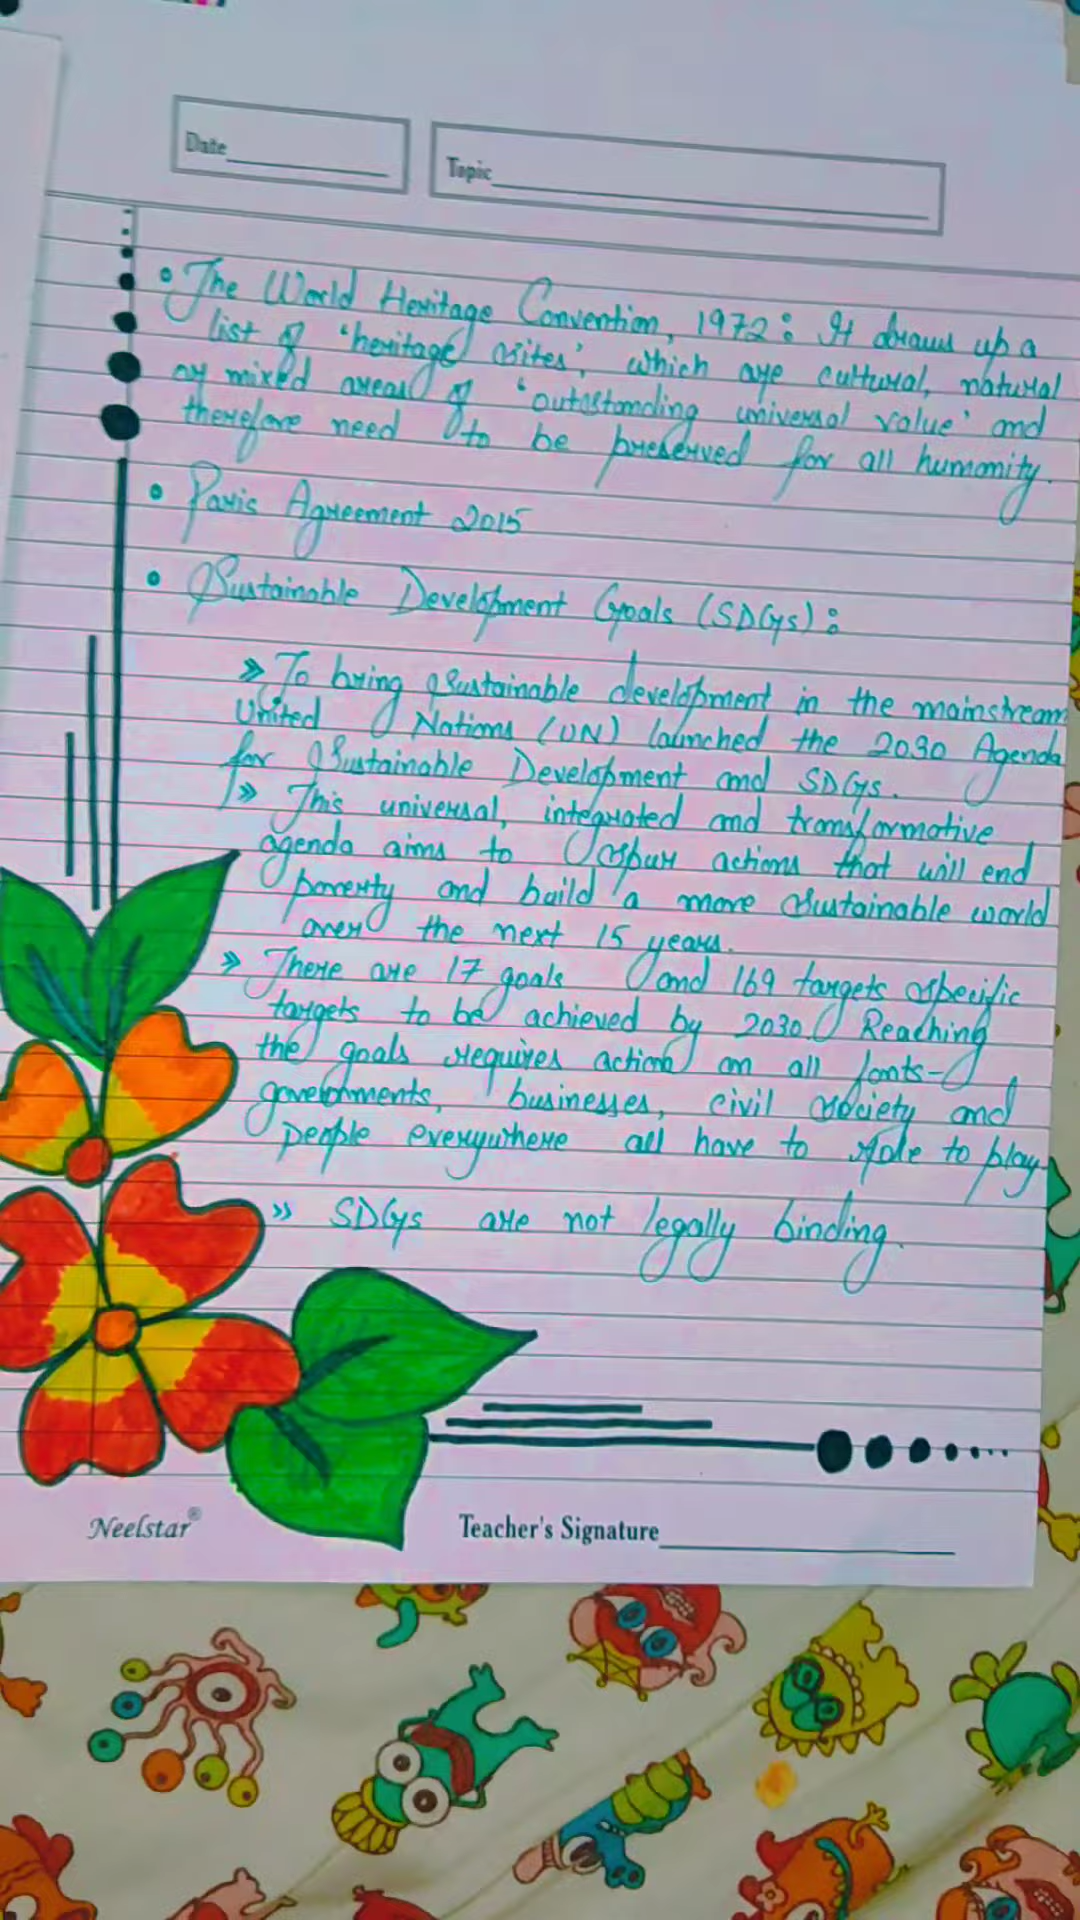 Date
Topic
• The World Heritage Convention, 1972: It draws up a
list of 'heritage sites', which are cultural, natural
or mixed areas of 'outstanding universal value' and
therefore need to be preserved for all humanity.
• Paris Agreement 2015
• Sustainable Development Goals (SDGs):
» To bring sustainable development in the mainstream
United Nations (UN) launched the 2030 Agenda
for Sustainable Development and SDGs.
» This universal, integrated and transformative
agenda aims to spur actions that will end
poverty and build a more sustainable world
over the next 15 years.
» There are 17 goals and 169 targets specific
targets to be achieved by 2030. Reaching
the goals requires action on all fonts-
governments, businesses, civil society and
people everywhere all have to role to play.
» SDGs are not legally binding.
Neelstar®
Teacher's Signature